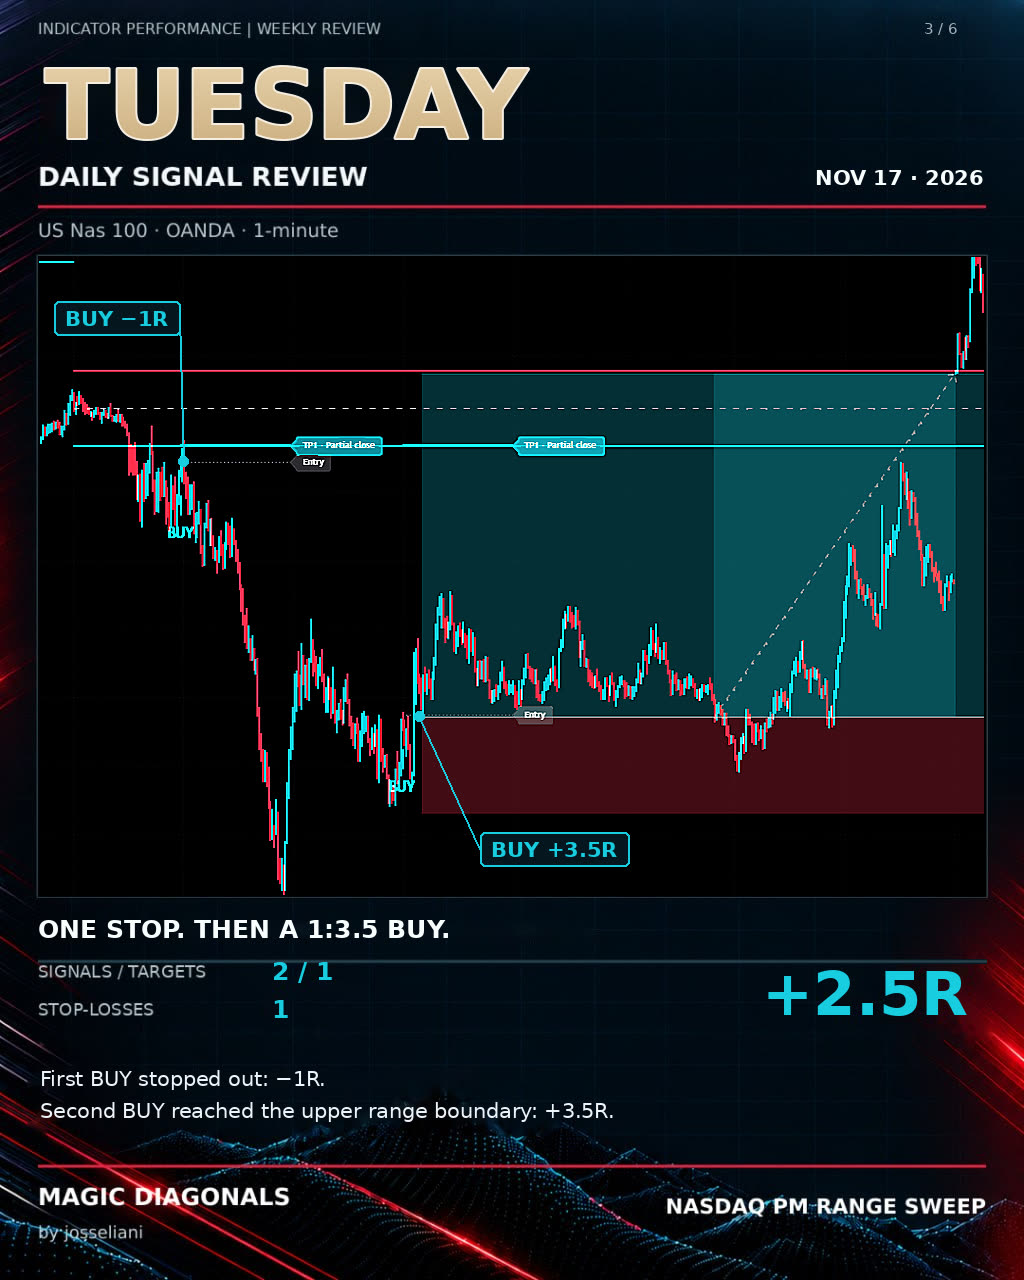 INDICATOR PERFORMANCE | WEEKLY REVIEW
3 / 6
TUESDAY
DAILY SIGNAL REVIEW
NOV 17 · 2026
US Nas 100 · OANDA · 1-minute
BUY −1R
TP1 - Partial close
TP1 - Partial close
Entry
BUY
Entry
BUY
BUY +3.5R
ONE STOP. THEN A 1:3.5 BUY.
SIGNALS / TARGETS 2 / 1
+2.5R
STOP-LOSSES 1
First BUY stopped out: −1R.
Second BUY reached the upper range boundary: +3.5R.
MAGIC DIAGONALS
NASDAQ PM RANGE SWEEP
by josseliani